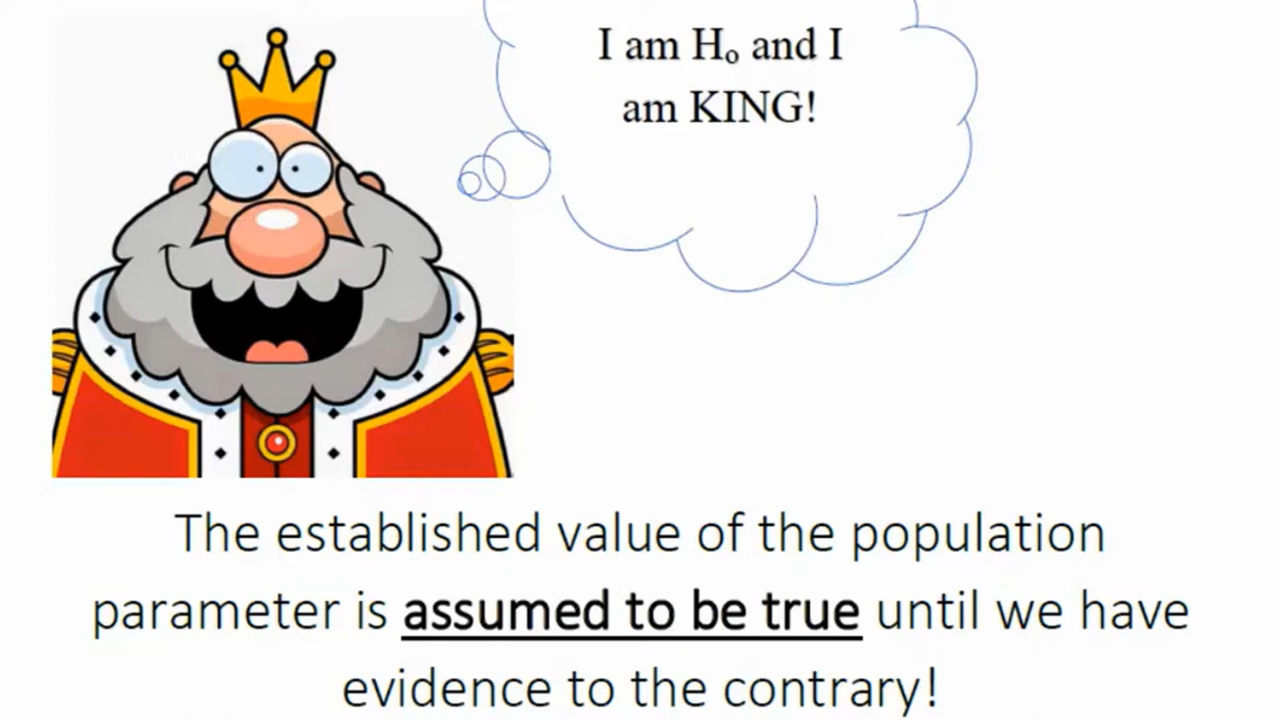 I am Hₒ and I
am KING!
The established value of the population
parameter is assumed to be true until we have
evidence to the contrary!